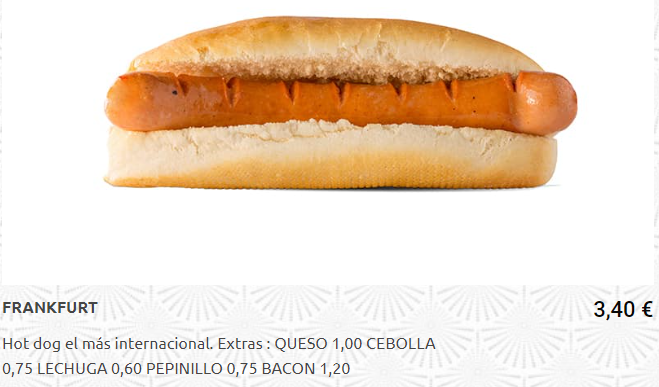 FRANKFURT 3,40 €
Hot dog el más internacional. Extras : QUESO 1,00 CEBOLLA
0,75 LECHUGA 0,60 PEPINILLO 0,75 BACON 1,20